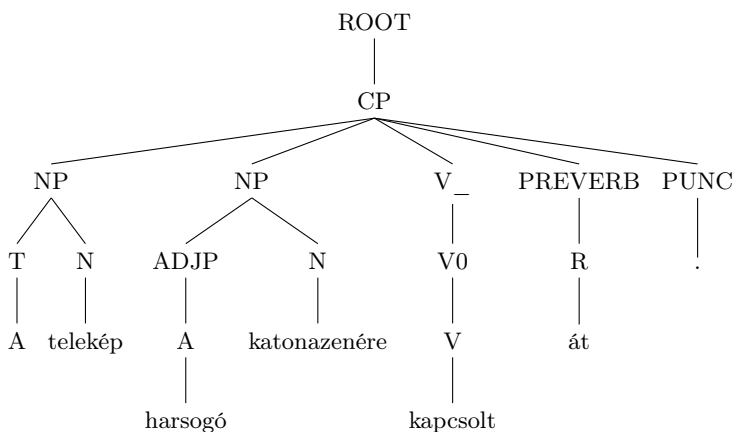 ROOT
CP
NP NP V_ PREVERB PUNC
T N ADJP N V0 R .
A telekép A katonazenére V át
harsogó kapcsolt